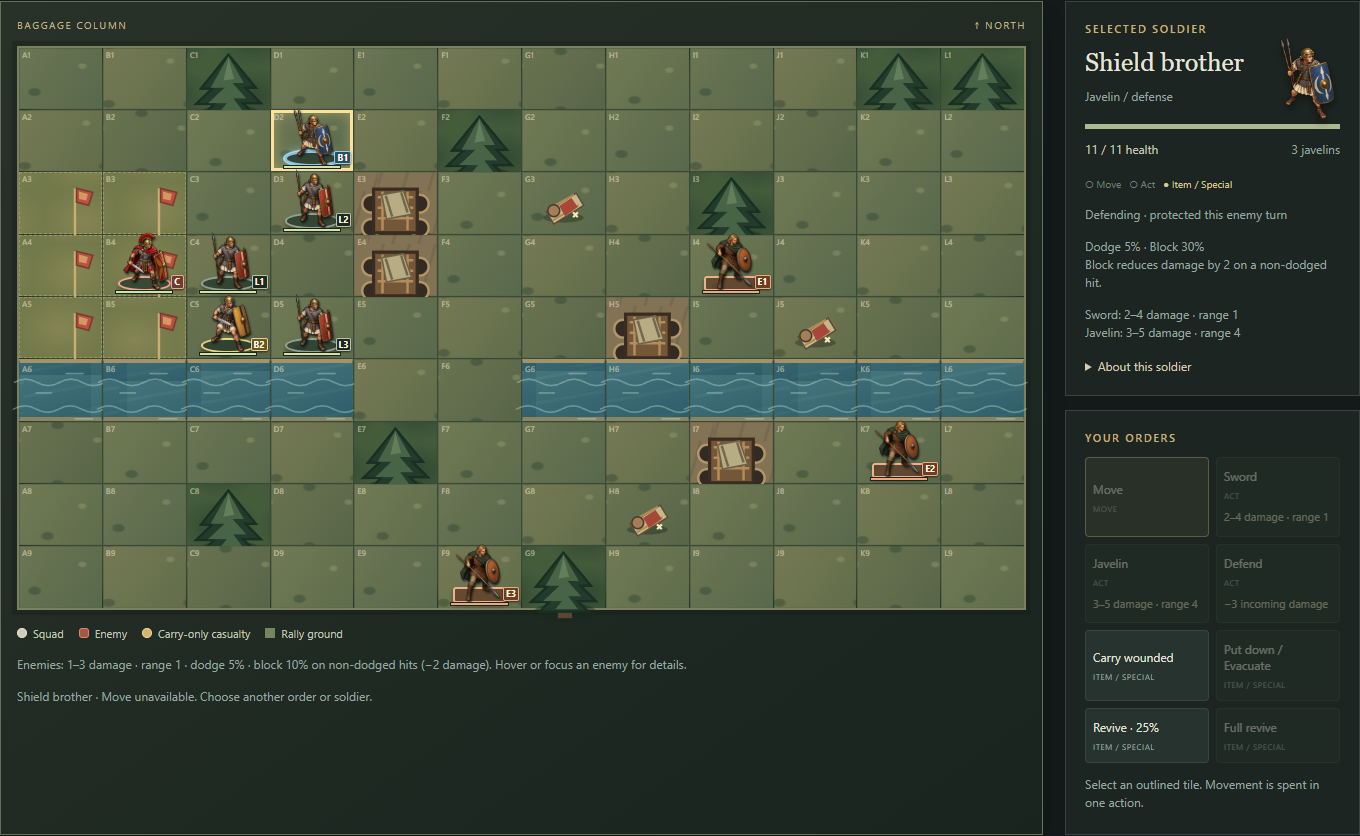 BAGGAGE COLUMN
↑ NORTH
A1 B1 C1 D1 E1 F1 G1 H1 I1 J1 K1 L1
A2 B2 C2 D2 E2 F2 G2 H2 I2 J2 K2 L2
B1
A3 B3 C3 D3 E3 F3 G3 H3 I3 J3 K3 L3
L2
A4 B4 C4 D4 E4 F4 G4 H4 I4 J4 K4 L4
C L1 E1
A5 B5 C5 D5 E5 F5 G5 H5 I5 J5 K5 L5
B2 L3
A6 B6 C6 D6 E6 F6 G6 H6 I6 J6 K6 L6
A7 B7 C7 D7 E7 F7 G7 H7 I7 J7 K7 L7
E2
A8 B8 C8 D8 E8 F8 G8 H8 I8 J8 K8 L8
A9 B9 C9 D9 E9 F9 G9 H9 I9 J9 K9 L9
E3
Squad Enemy Carry-only casualty Rally ground
Enemies: 1–3 damage · range 1 · dodge 5% · block 10% on non-dodged hits (−2 damage). Hover or focus an enemy for details.
Shield brother · Move unavailable. Choose another order or soldier.
SELECTED SOLDIER
Shield brother
Javelin / defense
11 / 11 health
3 javelins
Move Act Item / Special
Defending · protected this enemy turn
Dodge 5% · Block 30%
Block reduces damage by 2 on a non-dodged
hit.
Sword: 2–4 damage · range 1
Javelin: 3–5 damage · range 4
About this soldier
YOUR ORDERS
Move
MOVE
Sword
ACT
2–4 damage · range 1
Javelin
ACT
3–5 damage · range 4
Defend
ACT
−3 incoming damage
Carry wounded
ITEM / SPECIAL
Put down /
Evacuate
ITEM / SPECIAL
Revive · 25%
ITEM / SPECIAL
Full revive
ITEM / SPECIAL
Select an outlined tile. Movement is spent in
one action.